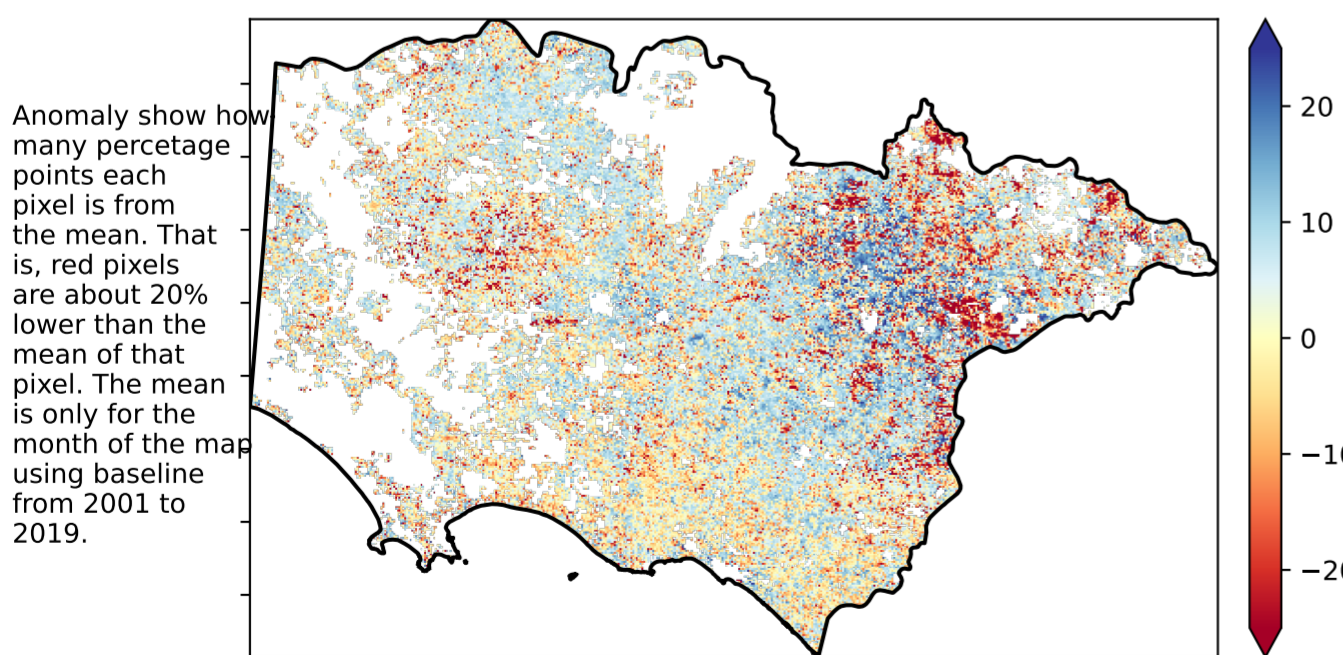 Anomaly show how
many percetage
points each
pixel is from
the mean. That
is, red pixels
are about 20%
lower than the
mean of that
pixel. The mean
is only for the
month of the map
using baseline
from 2001 to
2019.
20
10
0
−10
−20